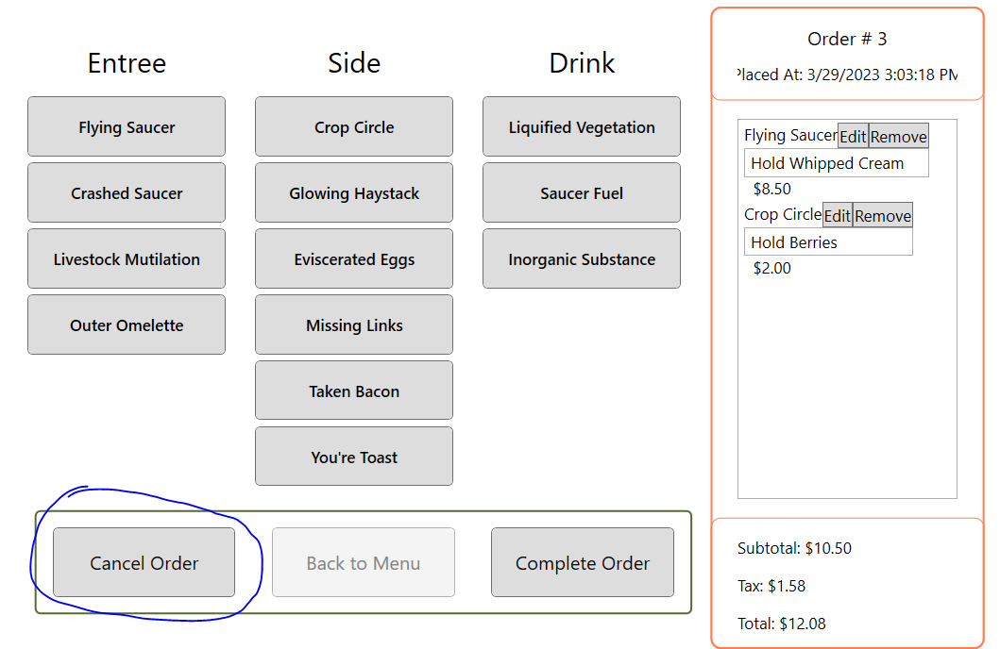 Entree
Flying Saucer
Crashed Saucer
Livestock Mutilation
Outer Omelette
Side
Crop Circle
Glowing Haystack
Eviscerated Eggs
Missing Links
Taken Bacon
You're Toast
Drink
Liquified Vegetation
Saucer Fuel
Inorganic Substance
Cancel Order
Back to Menu
Complete Order
Order # 3
Placed At: 3/29/2023 3:03:18 PM
Flying Saucer Edit Remove
Hold Whipped Cream
$8.50
Crop Circle Edit Remove
Hold Berries
$2.00
Subtotal: $10.50
Tax: $1.58
Total: $12.08